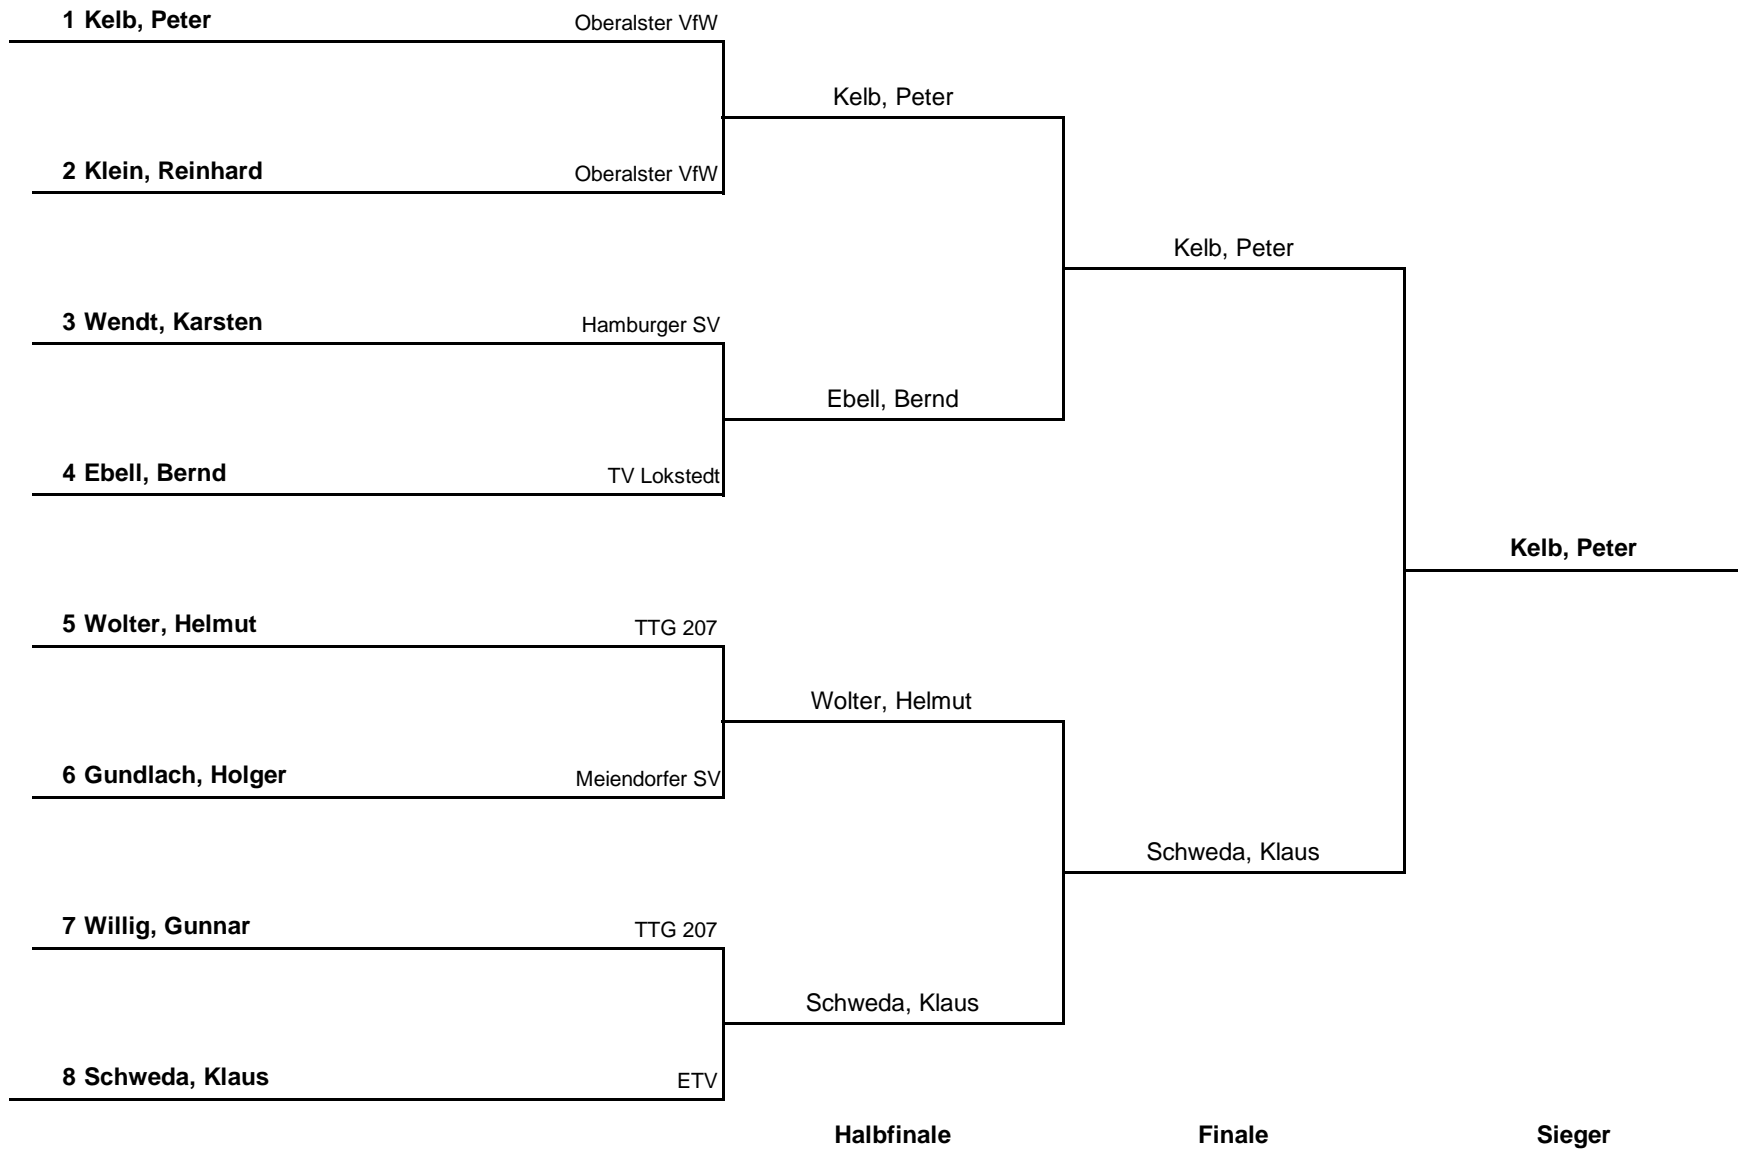 1 Kelb, Peter Oberalster VfW
Kelb, Peter
2 Klein, Reinhard Oberalster VfW
Kelb, Peter
3 Wendt, Karsten Hamburger SV
Ebell, Bernd
4 Ebell, Bernd TV Lokstedt
Kelb, Peter
5 Wolter, Helmut TTG 207
Wolter, Helmut
6 Gundlach, Holger Meiendorfer SV
Schweda, Klaus
7 Willig, Gunnar TTG 207
Schweda, Klaus
8 Schweda, Klaus ETV
Halbfinale Finale Sieger